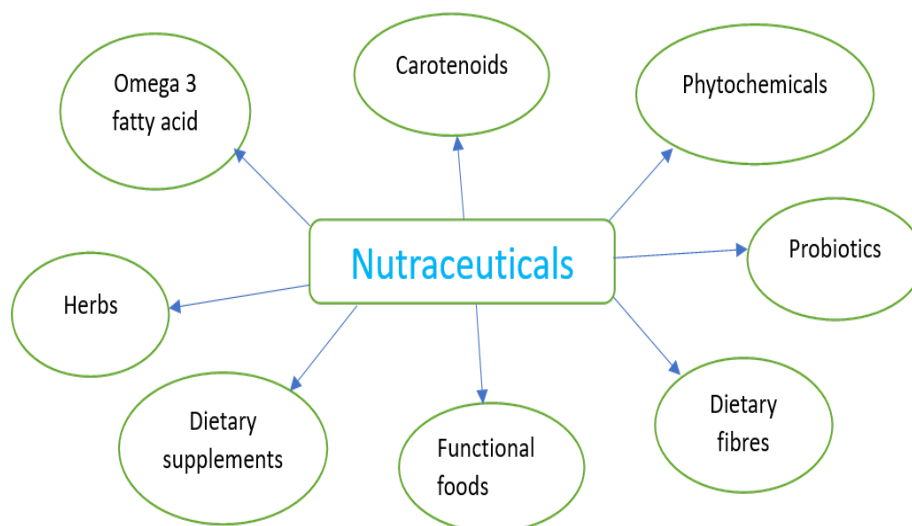 Omega 3
fatty acid
Carotenoids
Phytochemicals
Nutraceuticals
Probiotics
Herbs
Dietary
supplements
Functional
foods
Dietary
fibres